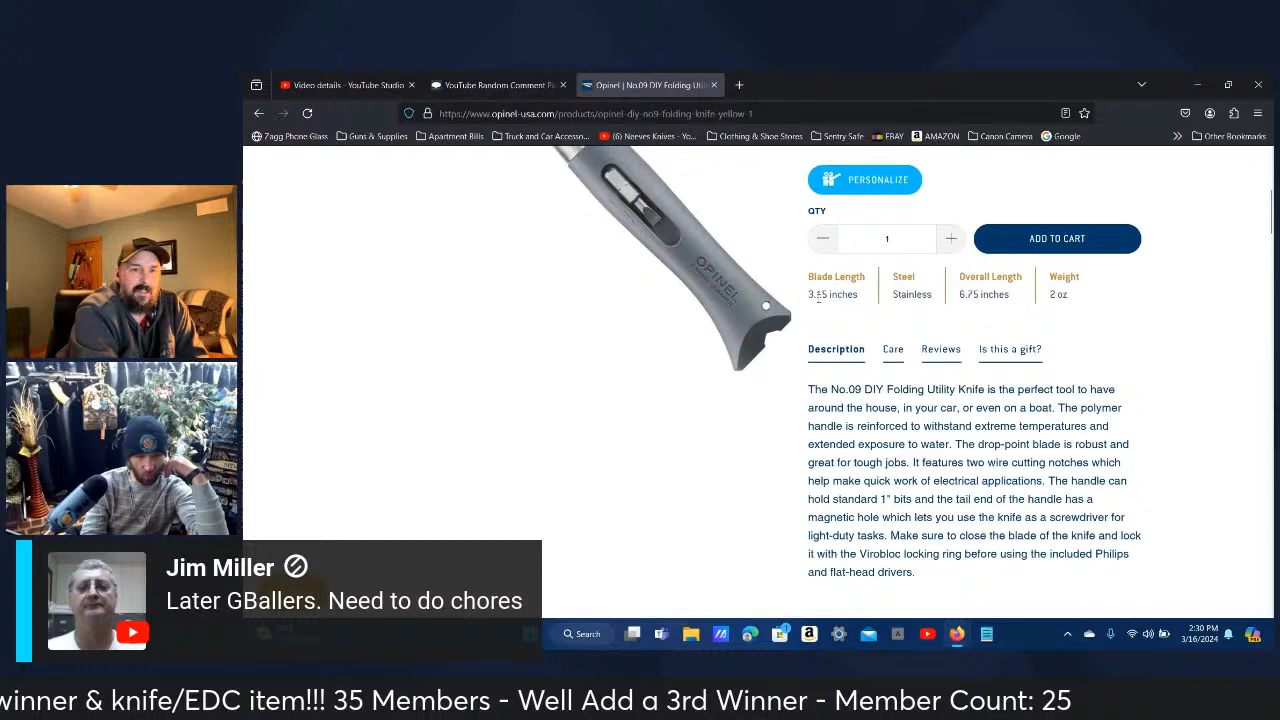 Video details - YouTube Studio
YouTube Random Comment Pi
Opinel | No.09 DIY Folding Util
https://www.opinel-usa.com/products/opinel-diy-no9-folding-knife-yellow-1
Zagg Phone Glass
Guns & Supplies
Apartment Bills
Truck and Car Accesso...
(6) Neeves Knives - Yo...
Clothing & Shoe Stores
Sentry Safe
EBAY
AMAZON
Canon Camera
Google
Other Bookmarks
PERSONALIZE
QTY
1
ADD TO CART
Blade Length Steel Overall Length Weight
inches Stainless 6.75 inches 2 oz
OPINEL
Description Care Reviews Is this a gift?
The No.09 DIY Folding Utility Knife is the perfect tool to have
around the house, in your car, or even on a boat. The polymer
handle is reinforced to withstand extreme temperatures and
extended exposure to water. The drop-point blade is robust and
great for tough jobs. It features two wire cutting notches which
help make quick work of electrical applications. The handle can
hold standard 1" bits and the tail end of the handle has a
magnetic hole which lets you use the knife as a screwdriver for
light-duty tasks. Make sure to close the blade of the knife and lock
it with the Virobloc locking ring before using the included Philips
and flat-head drivers.
Jim Miller
Later GBallers. Need to do chores
Search
2:30 PM
3/16/2024
winner & knife/EDC item!!! 35 Members - Well Add a 3rd Winner - Member Count: 25